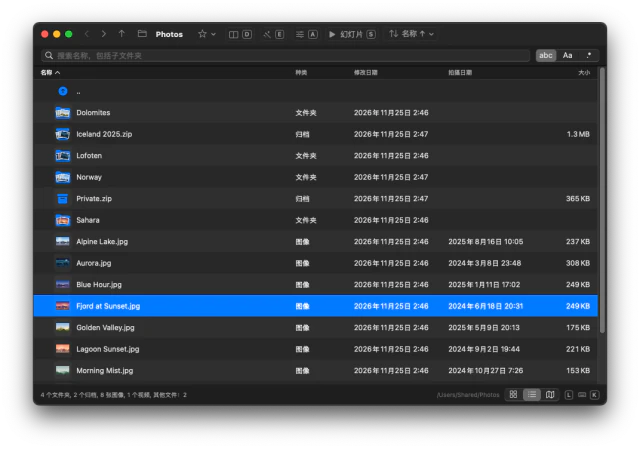 Photos D E A 幻灯片 S 名称
搜索名称，包括子文件夹 abc Aa .*
名称 种类 修改日期 拍摄日期 大小
..
Dolomites 文件夹 2026年11月25日 2:46
Iceland 2025.zip 归档 2026年11月25日 2:47 1.3 MB
Lofoten 文件夹 2026年11月25日 2:46
Norway 文件夹 2026年11月25日 2:47
Private.zip 归档 2026年11月25日 2:47 365 KB
Sahara 文件夹 2026年11月25日 2:46
Alpine Lake.jpg 图像 2026年11月25日 2:46 2025年8月16日 10:05 237 KB
Aurora.jpg 图像 2026年11月25日 2:46 2024年3月8日 23:48 308 KB
Blue Hour.jpg 图像 2026年11月25日 2:46 2025年1月11日 17:02 249 KB
Fjord at Sunset.jpg 图像 2026年11月25日 2:46 2024年6月18日 20:31 249 KB
Golden Valley.jpg 图像 2026年11月25日 2:46 2025年5月9日 20:13 175 KB
Lagoon Sunset.jpg 图像 2026年11月25日 2:46 2024年9月2日 19:44 221 KB
Morning Mist.jpg 图像 2026年11月25日 2:46 2024年10月27日 7:26 153 KB
4 个文件夹, 2 个归档, 8 张图像, 1 个视频, 其他文件: 2 /Users/Shared/Photos L K